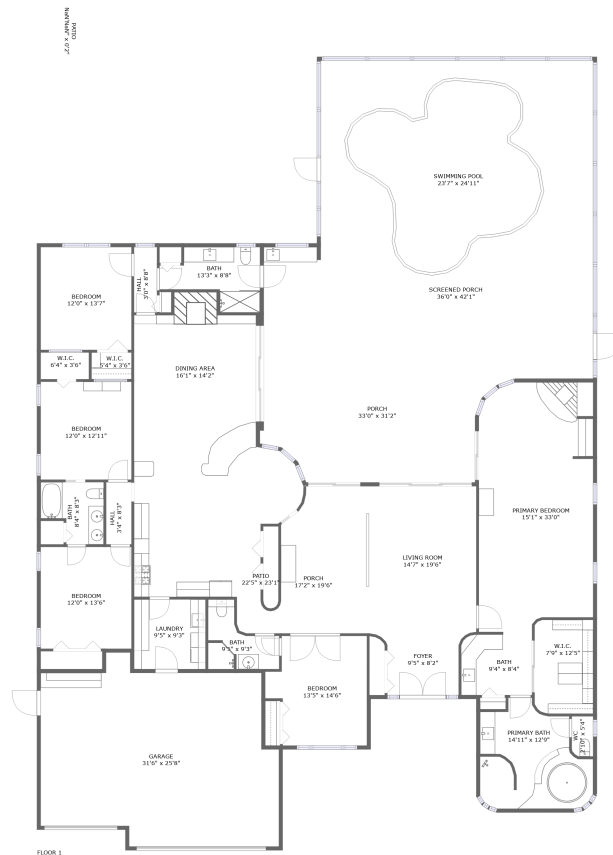 PATIO
NaN'NaN" x 0'2"
SWIMMING POOL
23'7" x 24'11"
BATH
13'3" x 8'8"
HALL
3'0" x 8'8"
BEDROOM
12'0" x 13'7"
SCREENED PORCH
36'0" x 42'1"
W.I.C.
6'4" x 3'6"
W.I.C.
5'4" x 3'6"
DINING AREA
16'1" x 14'2"
PORCH
33'0" x 31'2"
BEDROOM
12'0" x 12'11"
BATH
8'4" x 8'3"
HALL
3'4" x 8'3"
PRIMARY BEDROOM
15'1" x 33'0"
LIVING ROOM
14'7" x 19'6"
PATIO
22'5" x 23'1"
PORCH
17'2" x 19'6"
BEDROOM
12'0" x 13'6"
LAUNDRY
9'5" x 9'3"
BATH
9'5" x 9'3"
FOYER
9'5" x 8'2"
BATH
9'4" x 8'4"
W.I.C.
7'9" x 12'5"
BEDROOM
13'5" x 14'6"
PRIMARY BATH
14'11" x 12'9"
WC
2'10" x 5'4"
GARAGE
31'6" x 25'8"
FLOOR 1